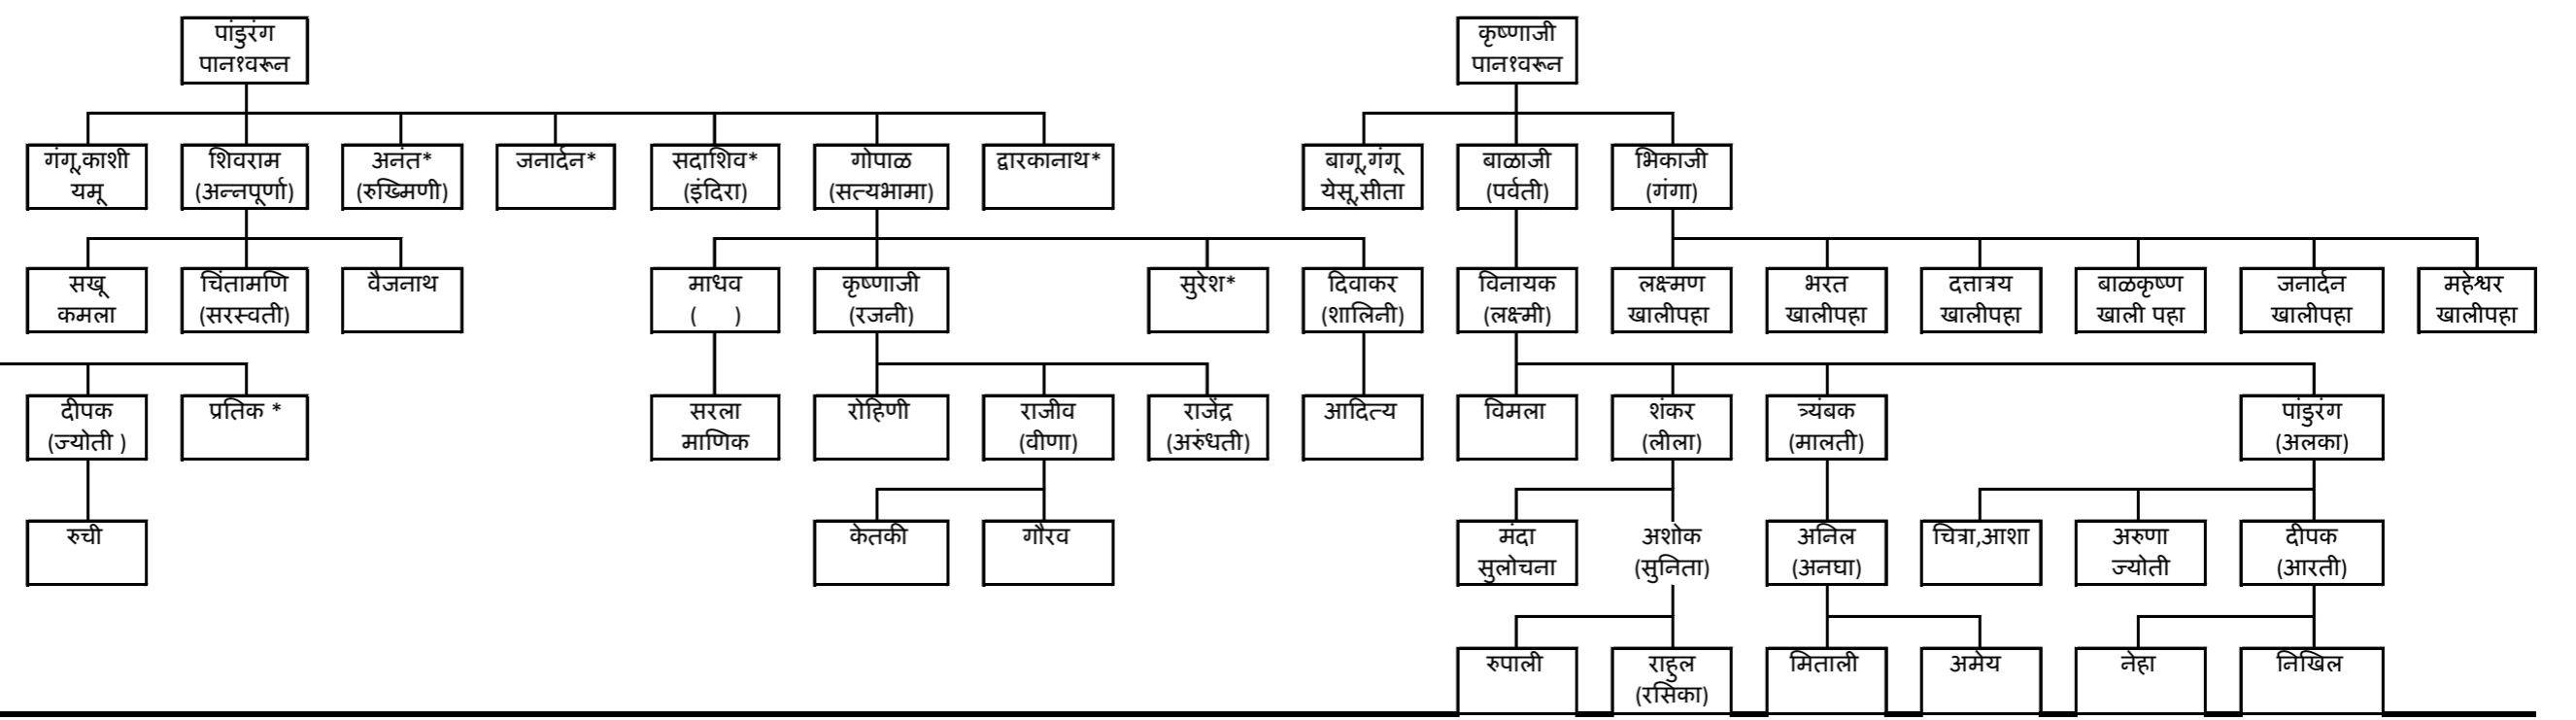 पांडुरंग
पान१वरून
कृष्णाजी
पान१वरून
गंगू,काशी
यमू
शिवराम
(अन्नपूर्णा)
अनंत*
(रुख्मिणी)
जनार्दन*
सदाशिव*
(इंदिरा)
गोपाळ
(सत्यभामा)
द्वारकानाथ*
बागू,गंगू
येसू,सीता
बाळाजी
(पर्वती)
भिकाजी
(गंगा)
सखू
कमला
चिंतामणि
(सरस्वती)
वैजनाथ
माधव
( )
कृष्णाजी
(रजनी)
सुरेश*
दिवाकर
(शालिनी)
विनायक
(लक्ष्मी)
लक्ष्मण
खालीपहा
भरत
खालीपहा
दत्तात्रय
खालीपहा
बाळकृष्ण
खाली पहा
जनार्दन
खालीपहा
महेश्वर
खालीपहा
दीपक
(ज्योती )
प्रतिक *
सरला
माणिक
रोहिणी
राजीव
(वीणा)
राजेंद्र
(अरुंधती)
आदित्य
विमला
शंकर
(लीला)
त्र्यंबक
(मालती)
पांडुरंग
(अलका)
रुची
केतकी
गौरव
मंदा
सुलोचना
अशोक
(सुनिता)
अनिल
(अनघा)
चित्रा,आशा
अरुणा
ज्योती
दीपक
(आरती)
रुपाली
राहुल
(रसिका)
मिताली
अमेय
नेहा
निखिल